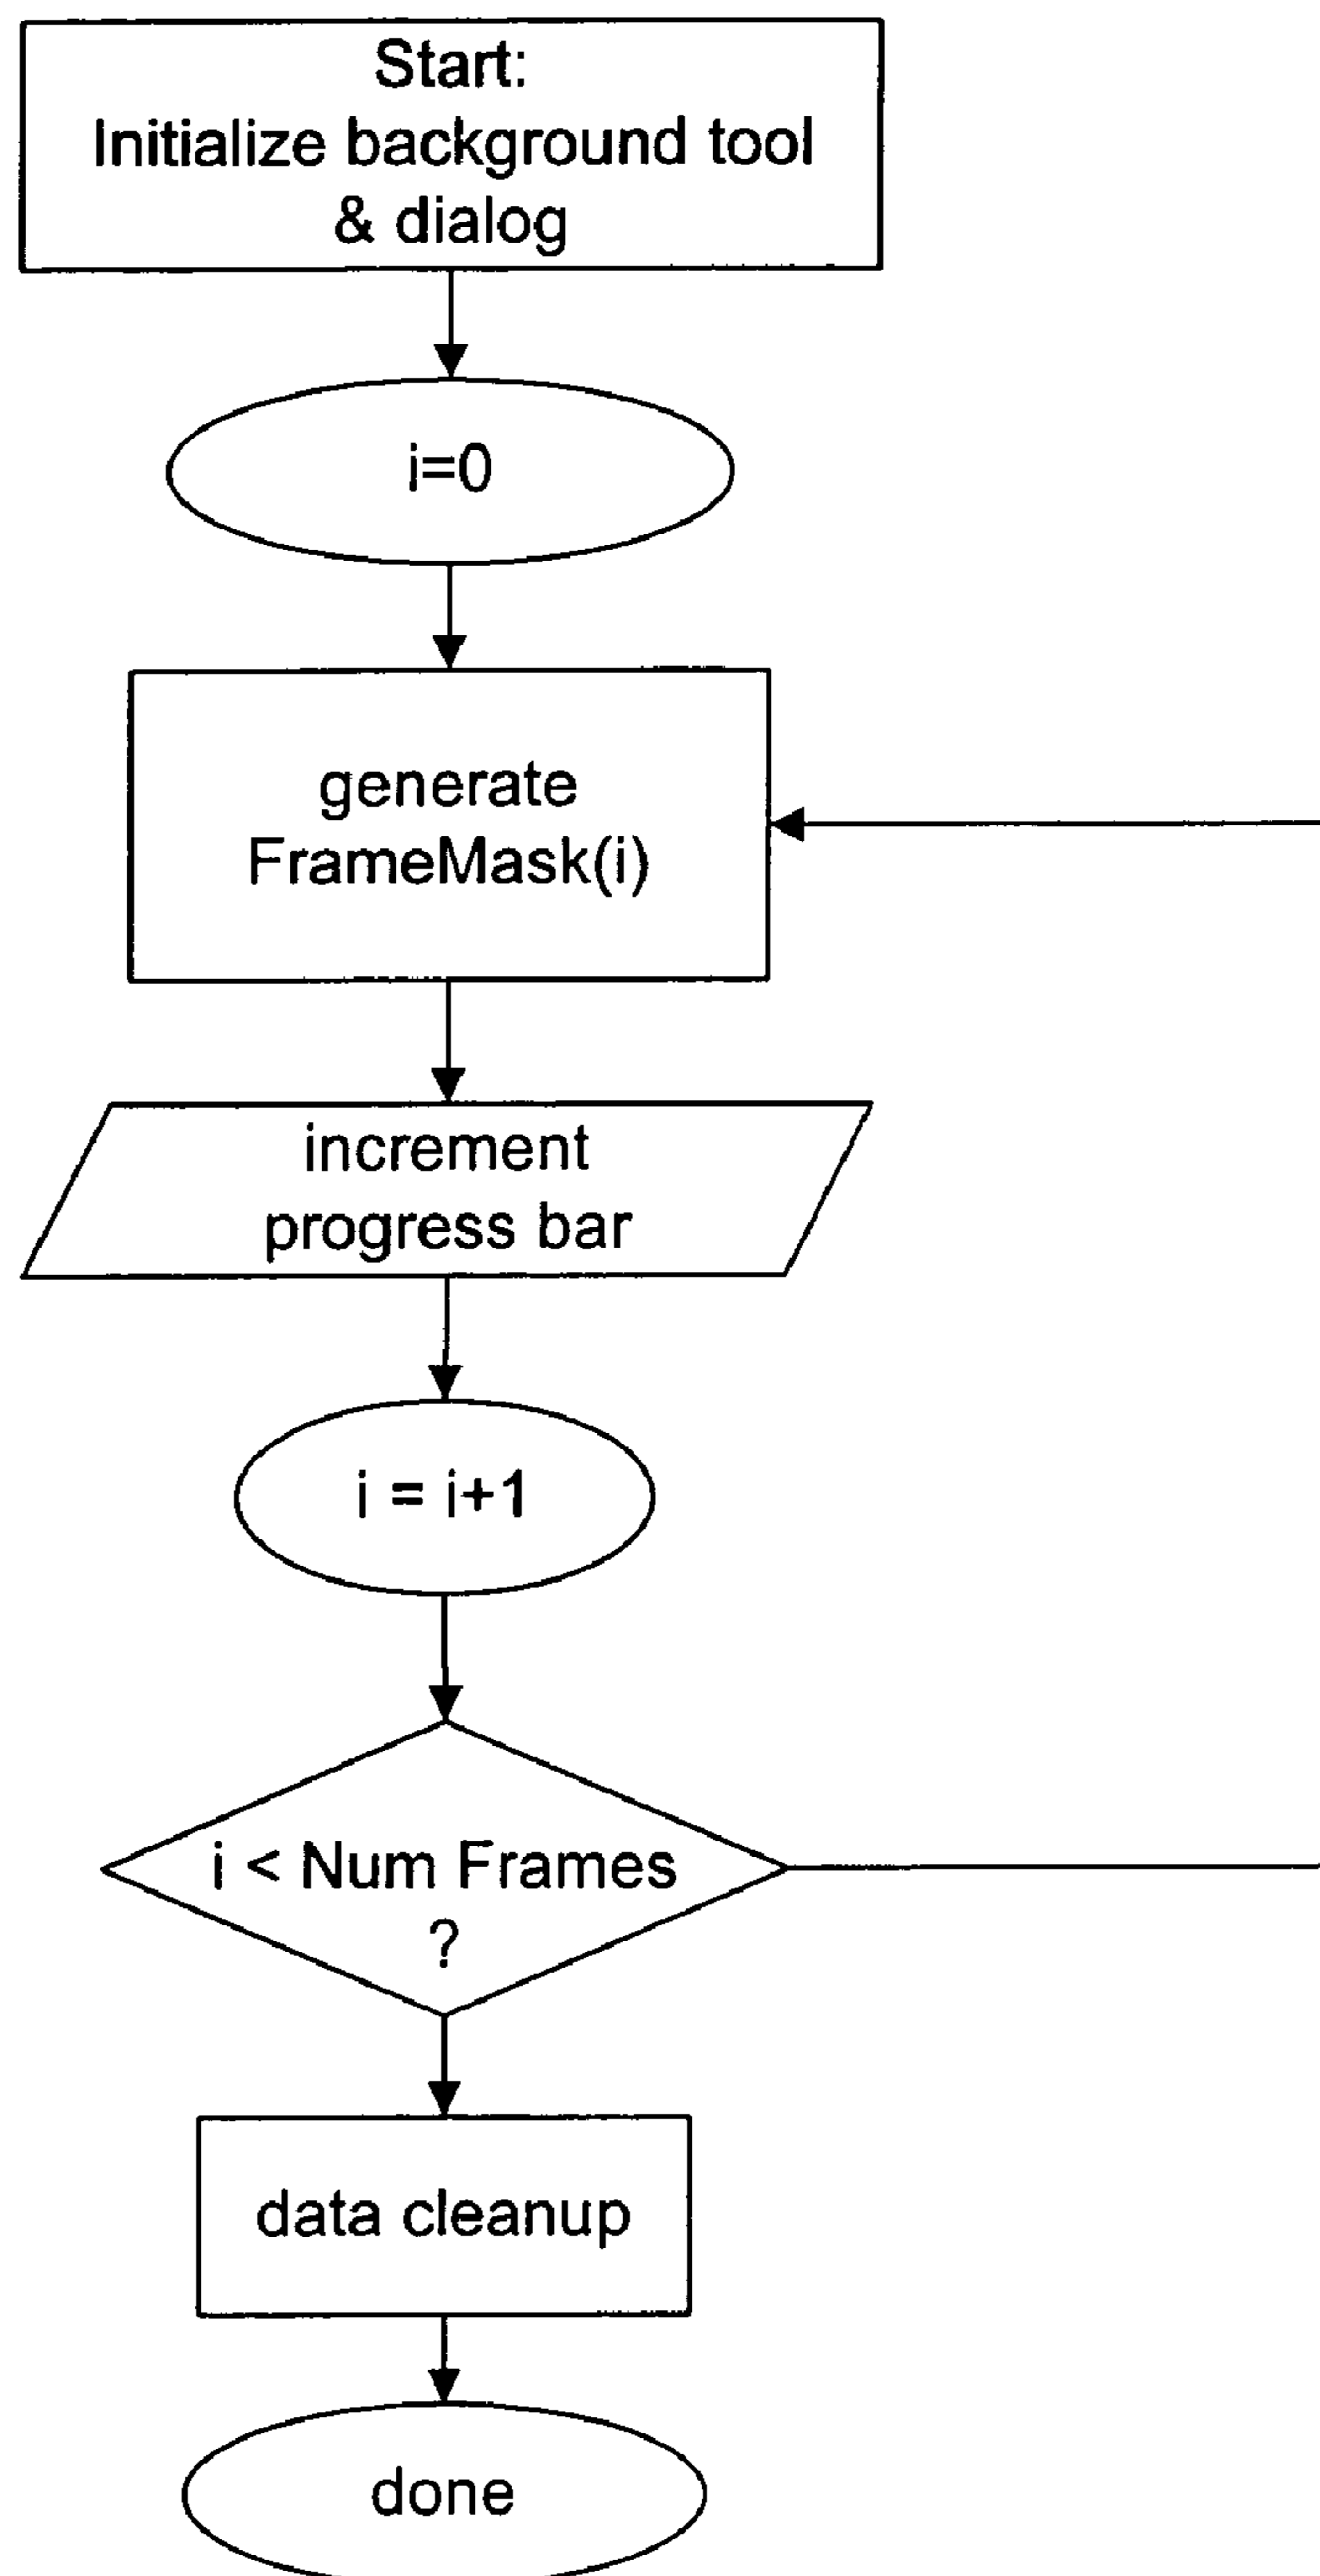 Start:
Initialize background tool
& dialog
i=0
generate
FrameMask(i)
increment
progress bar
i = i+1
i < Num Frames
?
data cleanup
done